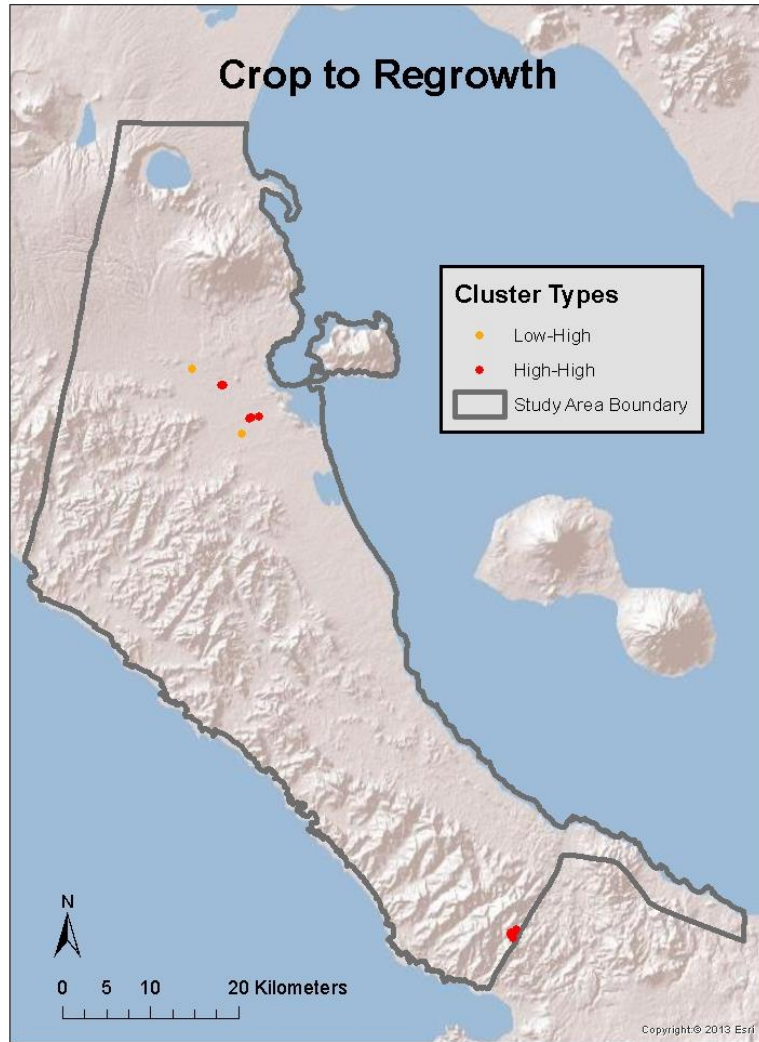 Crop to Regrowth
Cluster Types
Low-High
High-High
Study Area Boundary
N
0 5 10 20 Kilometers
Copyright:© 2013 Esri